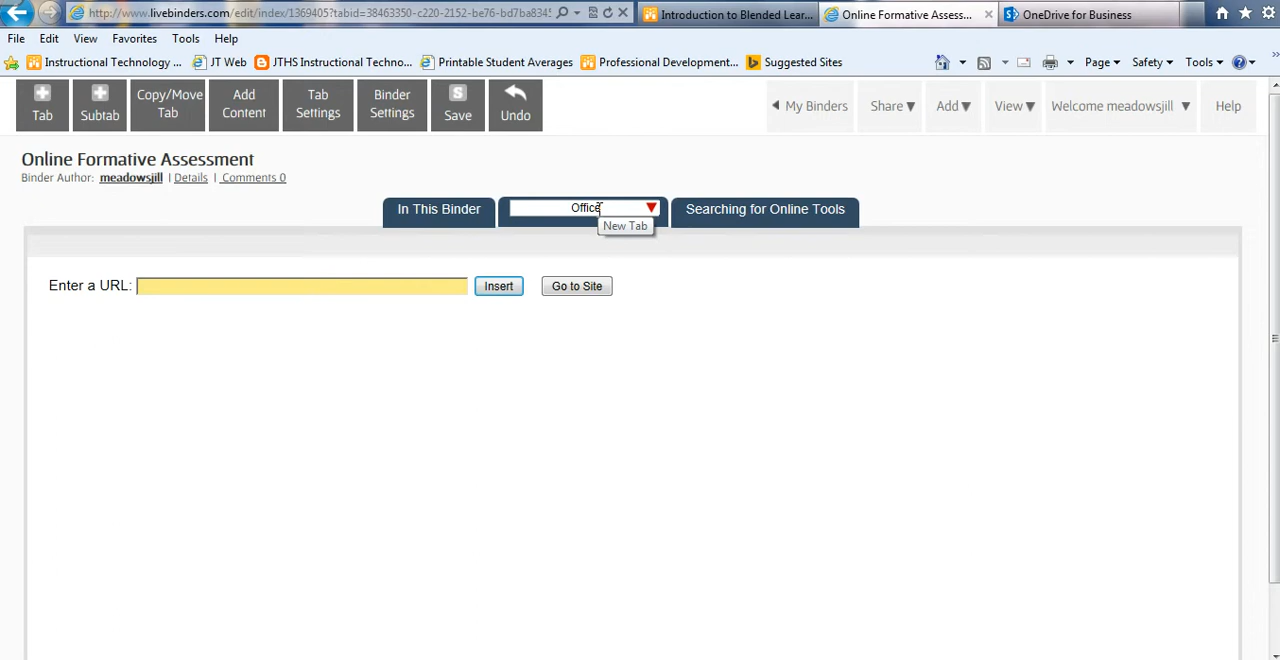 http://www.livebinders.com/edit/index/1369405?tabid=38463350-c220-2152-be76-bd7ba8345
Introduction to Blended Lear...
Online Formative Assess...
OneDrive for Business
File Edit View Favorites Tools Help
Instructional Technology ... JT Web JTHS Instructional Techno... Printable Student Averages Professional Development... Suggested Sites Page Safety Tools
Tab
Subtab
Copy/Move Tab
Add Content
Tab Settings
Binder Settings
Save
Undo
My Binders Share Add View Welcome meadowsjill Help
Online Formative Assessment
Binder Author: meadowsjill | Details | Comments 0
In This Binder
Office
Searching for Online Tools
New Tab
Enter a URL: Insert Go to Site